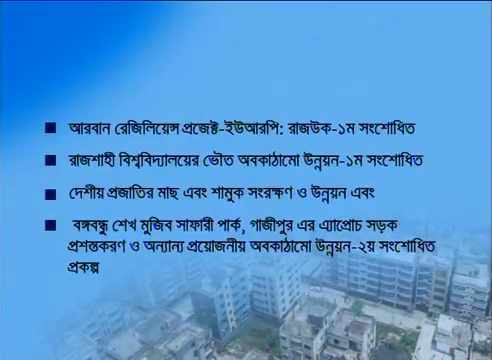 আরবান রেজিলিয়েন্স প্রজেক্ট-ইউআরপি: রাজউক-১ম সংশোধিত
রাজশাহী বিশ্ববিদ্যালয়ের ভৌত অবকাঠামো উন্নয়ন-১ম সংশোধিত
দেশীয় প্রজাতির মাছ এবং শামুক সংরক্ষণ ও উন্নয়ন এবং
বঙ্গবন্ধু শেখ মুজিব সাফারী পার্ক, গাজীপুর এর এ্যাপ্রোচ সড়ক
প্রশস্তকরণ ও অন্যান্য প্রয়োজনীয় অবকাঠামো উন্নয়ন-২য় সংশোধিত
প্রকল্প